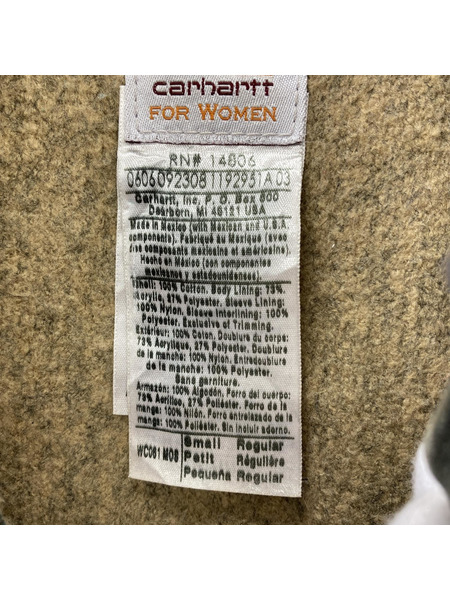 carhartt
FOR WOMEN
RN# 14806
0606092308 1192951A 03
Carhartt, Inc. P. O. Box 600
Dearborn, MI 48121 USA
Made in Mexico (with Mexican and U.S.A.
components). Fabriqué au Mexique (avec
des composants mexicains et américains).
Hecho en México (con componentes
mexicanos y estadounidenses).
Shell: 100% Cotton. Body Lining: 73%
Acrylic, 27% Polyester. Sleeve Lining:
100% Nylon. Sleeve Interlining: 100%
Polyester. Exclusive of Trimming.
Extérieur: 100% Coton. Doublure du corps:
73% Acrylique, 27% Polyester. Doublure
de la manche: 100% Nylon. Entredoublure
de la manche: 100% Polyester.
Sans garniture.
Armazón: 100% Algodón. Forro del cuerpo:
73% Acrílico, 27% Poliéster. Forro de la
manga: 100% Nilón. Forro del entretela de
manga: 100% Poliéster. Sin incluir adorno.
WC061 MOS
Small Regular
Petit Régulière
Pequeña Regular